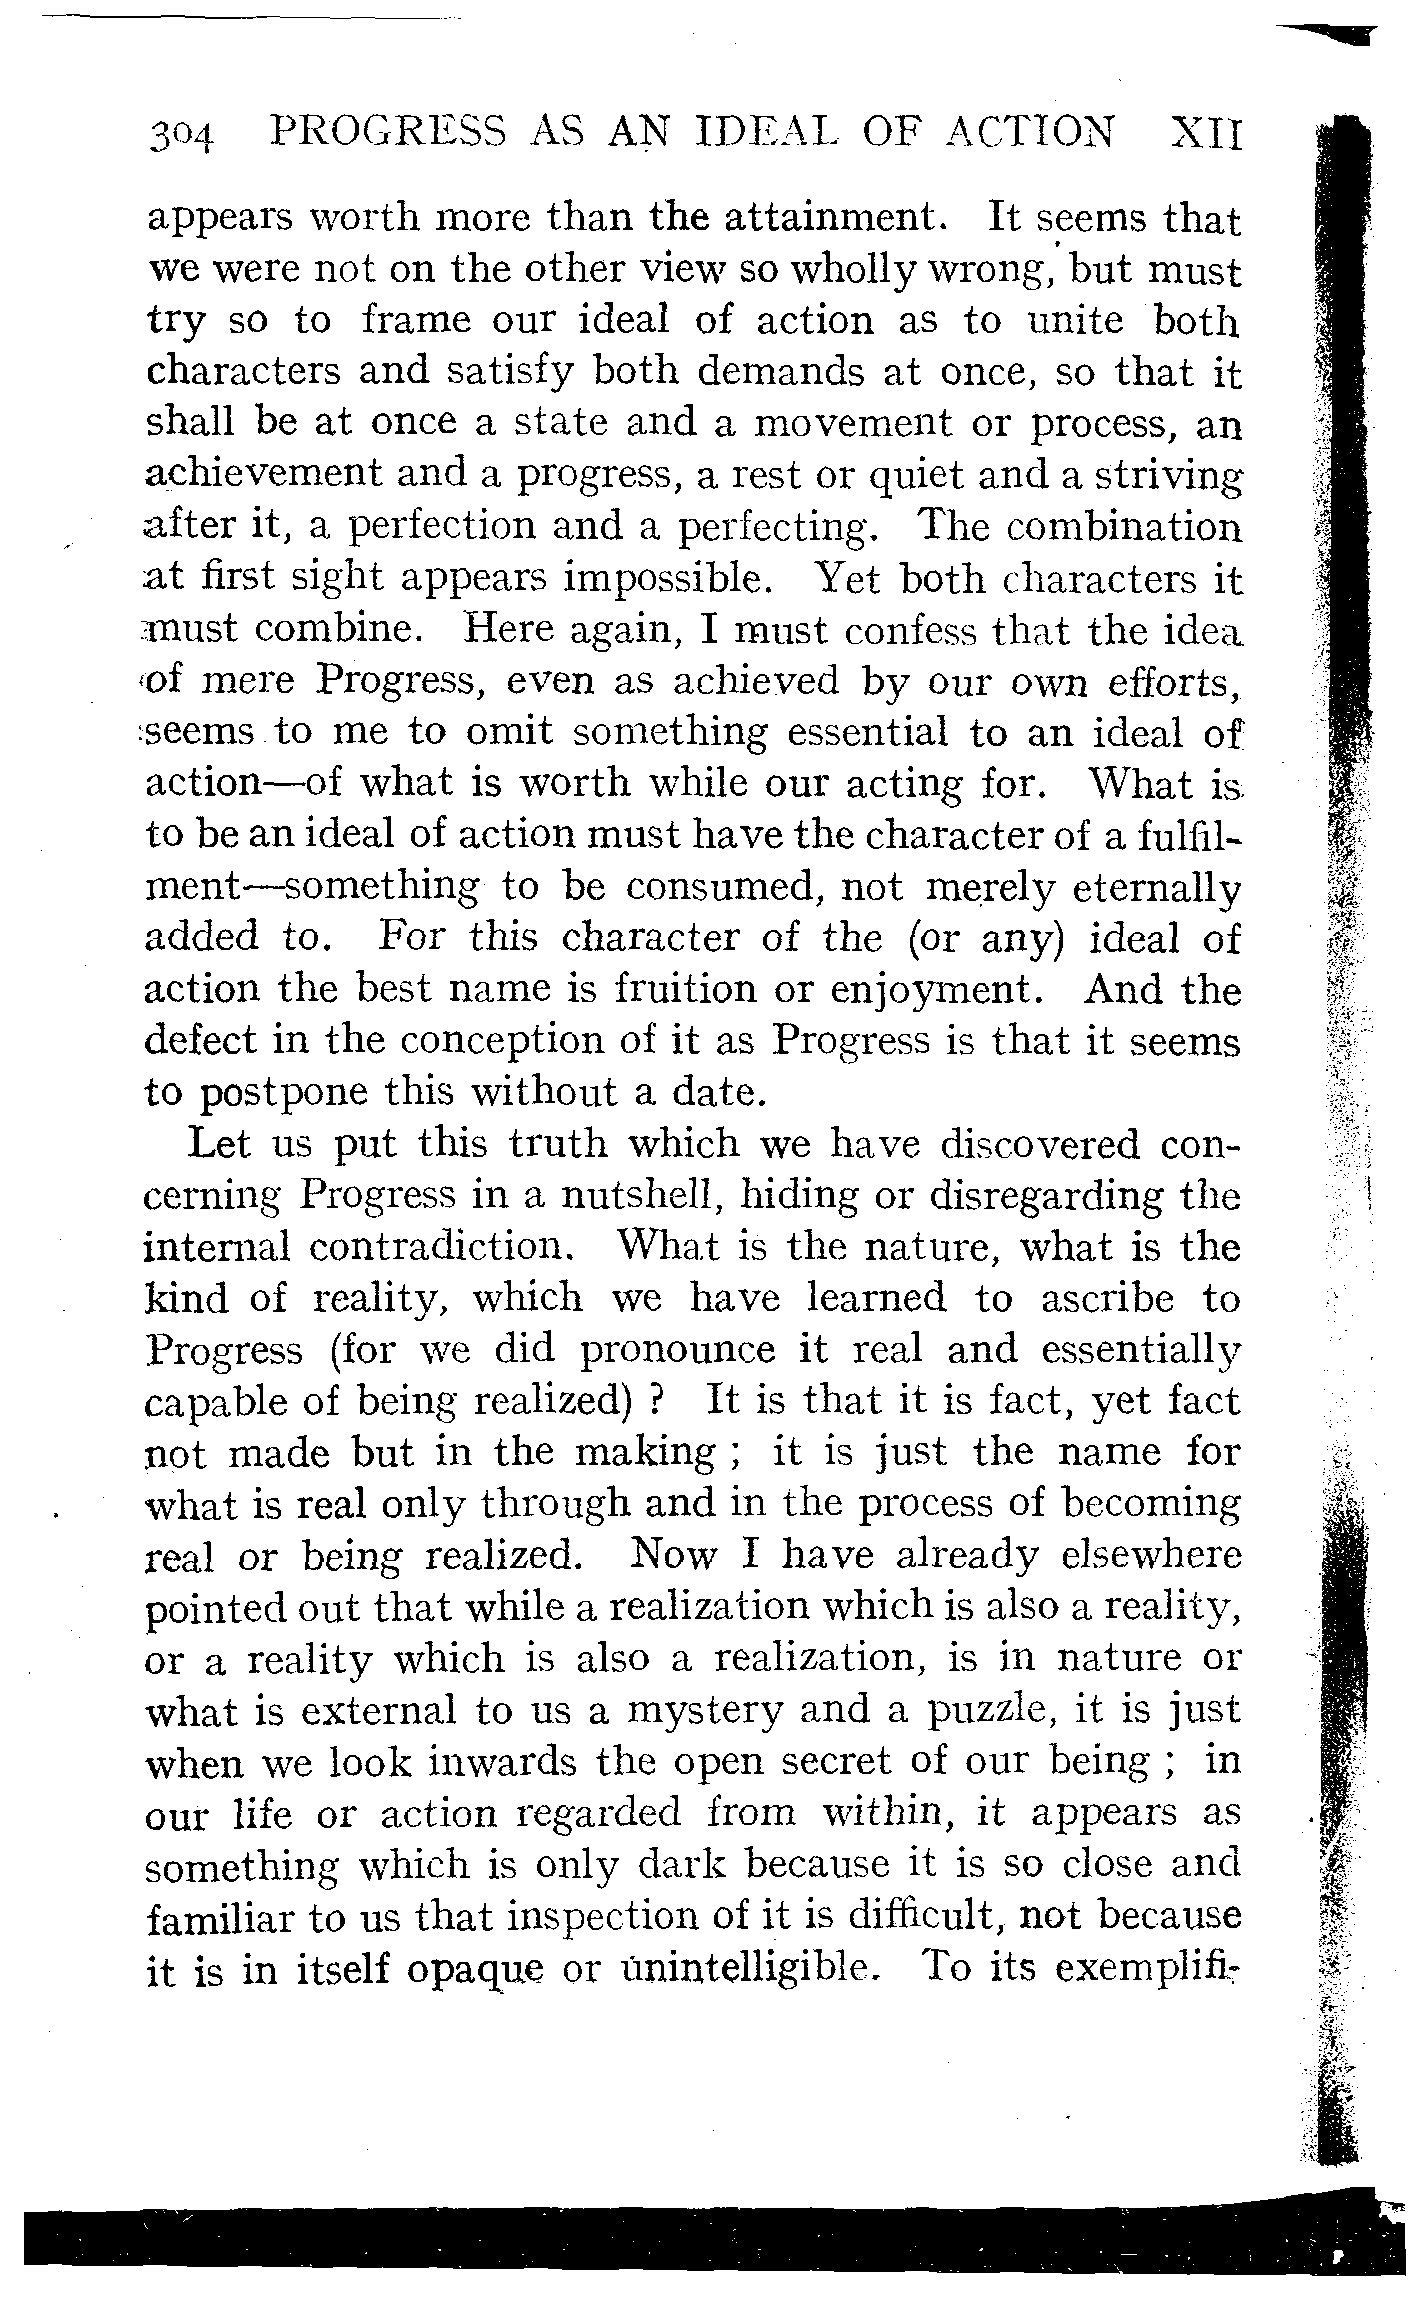 304 PROGRESS AS AN IDEAL OF ACTION XII
appears worth more than the attainment. It seems that
we were not on the other view so wholly wrong, but must
try so to frame our ideal of action as to unite both
characters and satisfy both demands at once, so that it
shall be at once a state and a movement or process, an
achievement and a progress, a rest or quiet and a striving
after it, a perfection and a perfecting. The combination
at first sight appears impossible. Yet both characters it
must combine. Here again, I must confess that the idea
of mere Progress, even as achieved by our own efforts,
seems to me to omit something essential to an ideal of
action—of what is worth while our acting for. What is
to be an ideal of action must have the character of a fulfil-
ment—something to be consumed, not merely eternally
added to. For this character of the (or any) ideal of
action the best name is fruition or enjoyment. And the
defect in the conception of it as Progress is that it seems
to postpone this without a date.
Let us put this truth which we have discovered con-
cerning Progress in a nutshell, hiding or disregarding the
internal contradiction. What is the nature, what is the
kind of reality, which we have learned to ascribe to
Progress (for we did pronounce it real and essentially
capable of being realized) ? It is that it is fact, yet fact
not made but in the making ; it is just the name for
what is real only through and in the process of becoming
real or being realized. Now I have already elsewhere
pointed out that while a realization which is also a reality,
or a reality which is also a realization, is in nature or
what is external to us a mystery and a puzzle, it is just
when we look inwards the open secret of our being ; in
our life or action regarded from within, it appears as
something which is only dark because it is so close and
familiar to us that inspection of it is difficult, not because
it is in itself opaque or unintelligible. To its exemplifi-